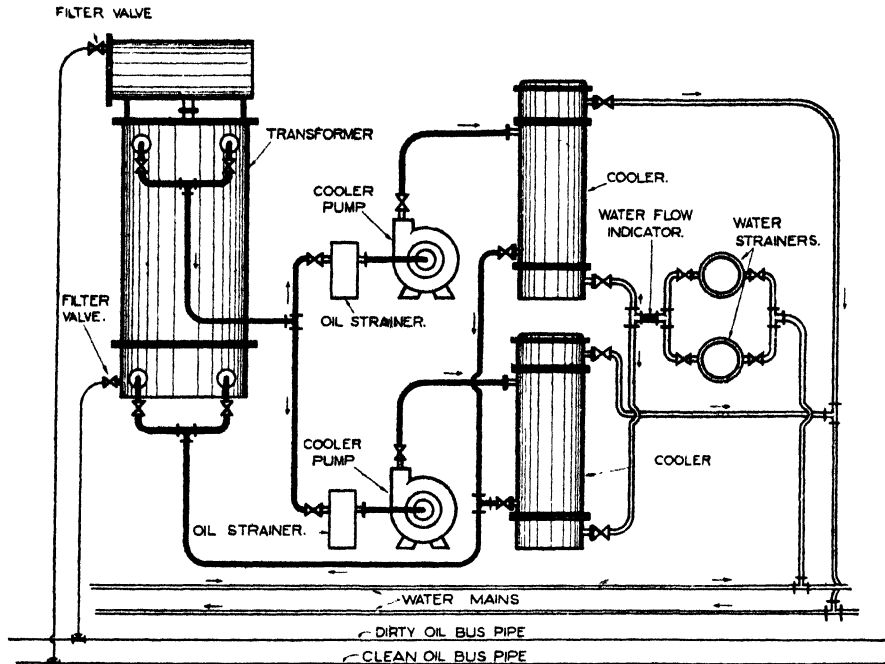 FILTER VALVE
TRANSFORMER
COOLER
PUMP
COOLER.
WATER FLOW
INDICATOR.
WATER
STRAINERS.
FILTER
VALVE.
OIL STRAINER.
COOLER
PUMP
COOLER
OIL STRAINER.
WATER MAINS
DIRTY OIL BUS PIPE
CLEAN OIL BUS PIPE